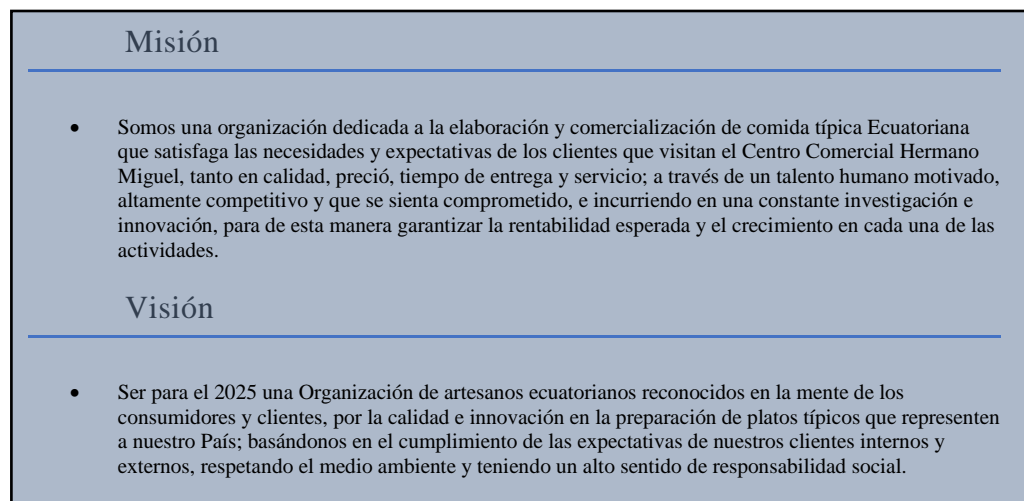 Misión
• Somos una organización dedicada a la elaboración y comercialización de comida típica Ecuatoriana
que satisfaga las necesidades y expectativas de los clientes que visitan el Centro Comercial Hermano
Miguel, tanto en calidad, preció, tiempo de entrega y servicio; a través de un talento humano motivado,
altamente competitivo y que se sienta comprometido, e incurriendo en una constante investigación e
innovación, para de esta manera garantizar la rentabilidad esperada y el crecimiento en cada una de las
actividades.
Visión
• Ser para el 2025 una Organización de artesanos ecuatorianos reconocidos en la mente de los
consumidores y clientes, por la calidad e innovación en la preparación de platos típicos que representen
a nuestro País; basándonos en el cumplimiento de las expectativas de nuestros clientes internos y
externos, respetando el medio ambiente y teniendo un alto sentido de responsabilidad social.